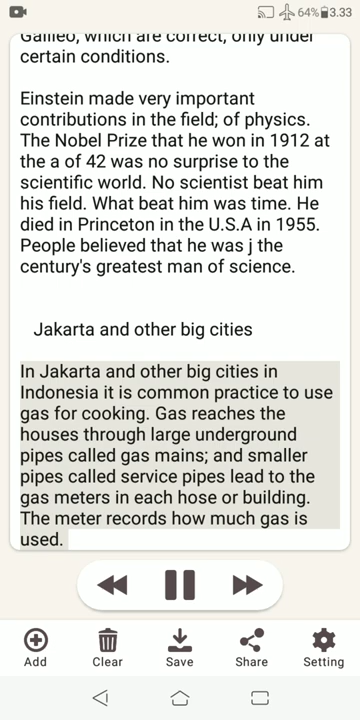 64% 3.33
Galileo, which are correct, only under
certain conditions.
Einstein made very important
contributions in the field; of physics.
The Nobel Prize that he won in 1912 at
the a of 42 was no surprise to the
scientific world. No scientist beat him
his field. What beat him was time. He
died in Princeton in the U.S.A in 1955.
People believed that he was j the
century's greatest man of science.
Jakarta and other big cities
In Jakarta and other big cities in
Indonesia it is common practice to use
gas for cooking. Gas reaches the
houses through large underground
pipes called gas mains; and smaller
pipes called service pipes lead to the
gas meters in each hose or building.
The meter records how much gas is
used.
Add Clear Save Share Setting